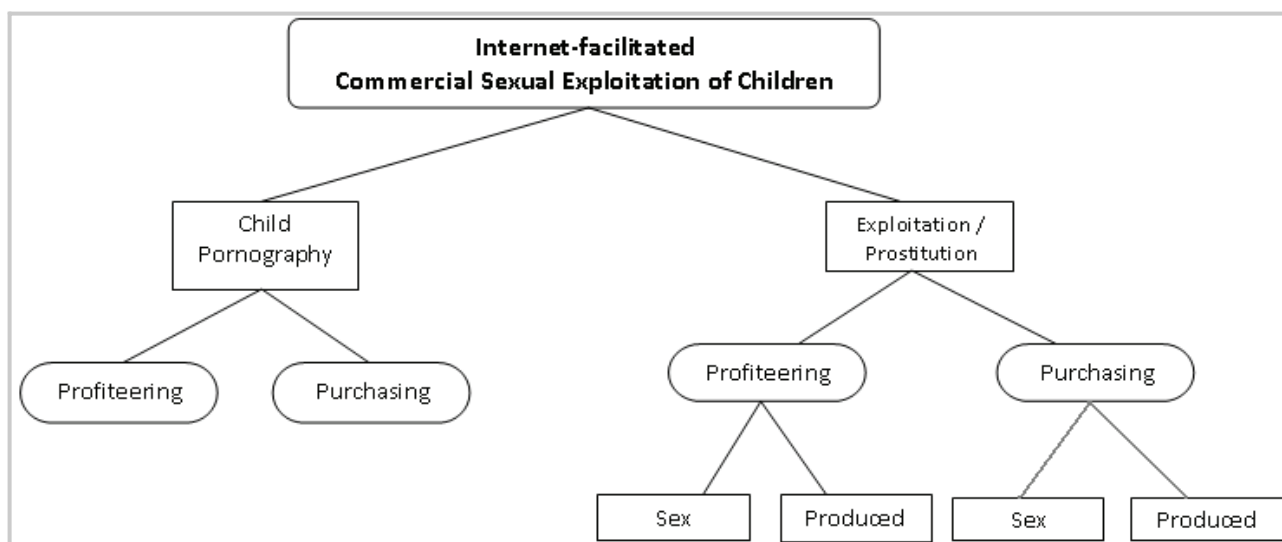 Internet-facilitated
Commercial Sexual Exploitation of Children
Child
Pornography
Exploitation /
Prostitution
Profiteering
Purchasing
Profiteering
Purchasing
Sex
Produced
Sex
Produced